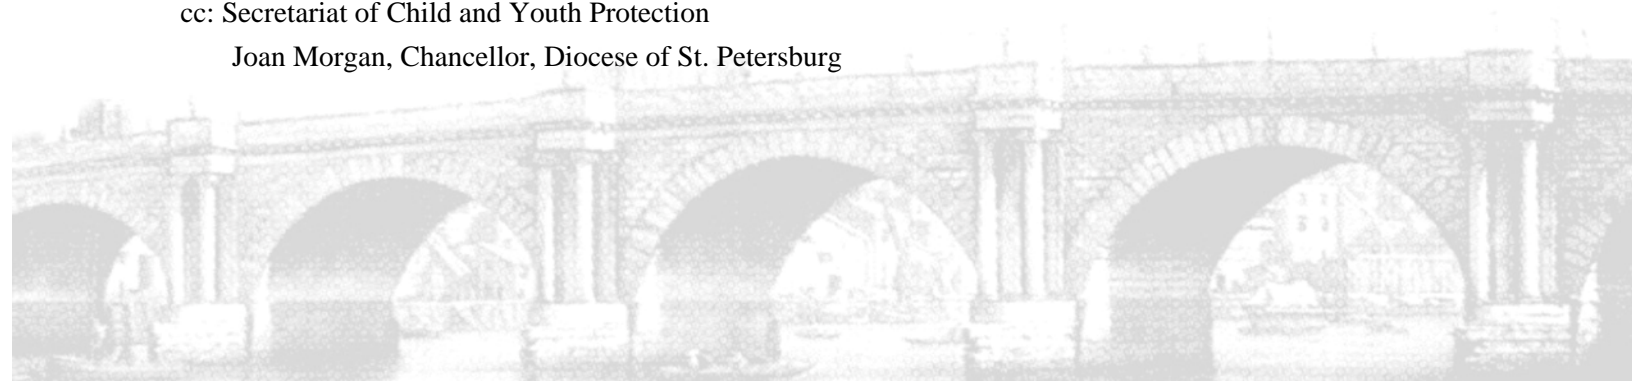 cc: Secretariat of Child and Youth Protection
Joan Morgan, Chancellor, Diocese of St. Petersburg